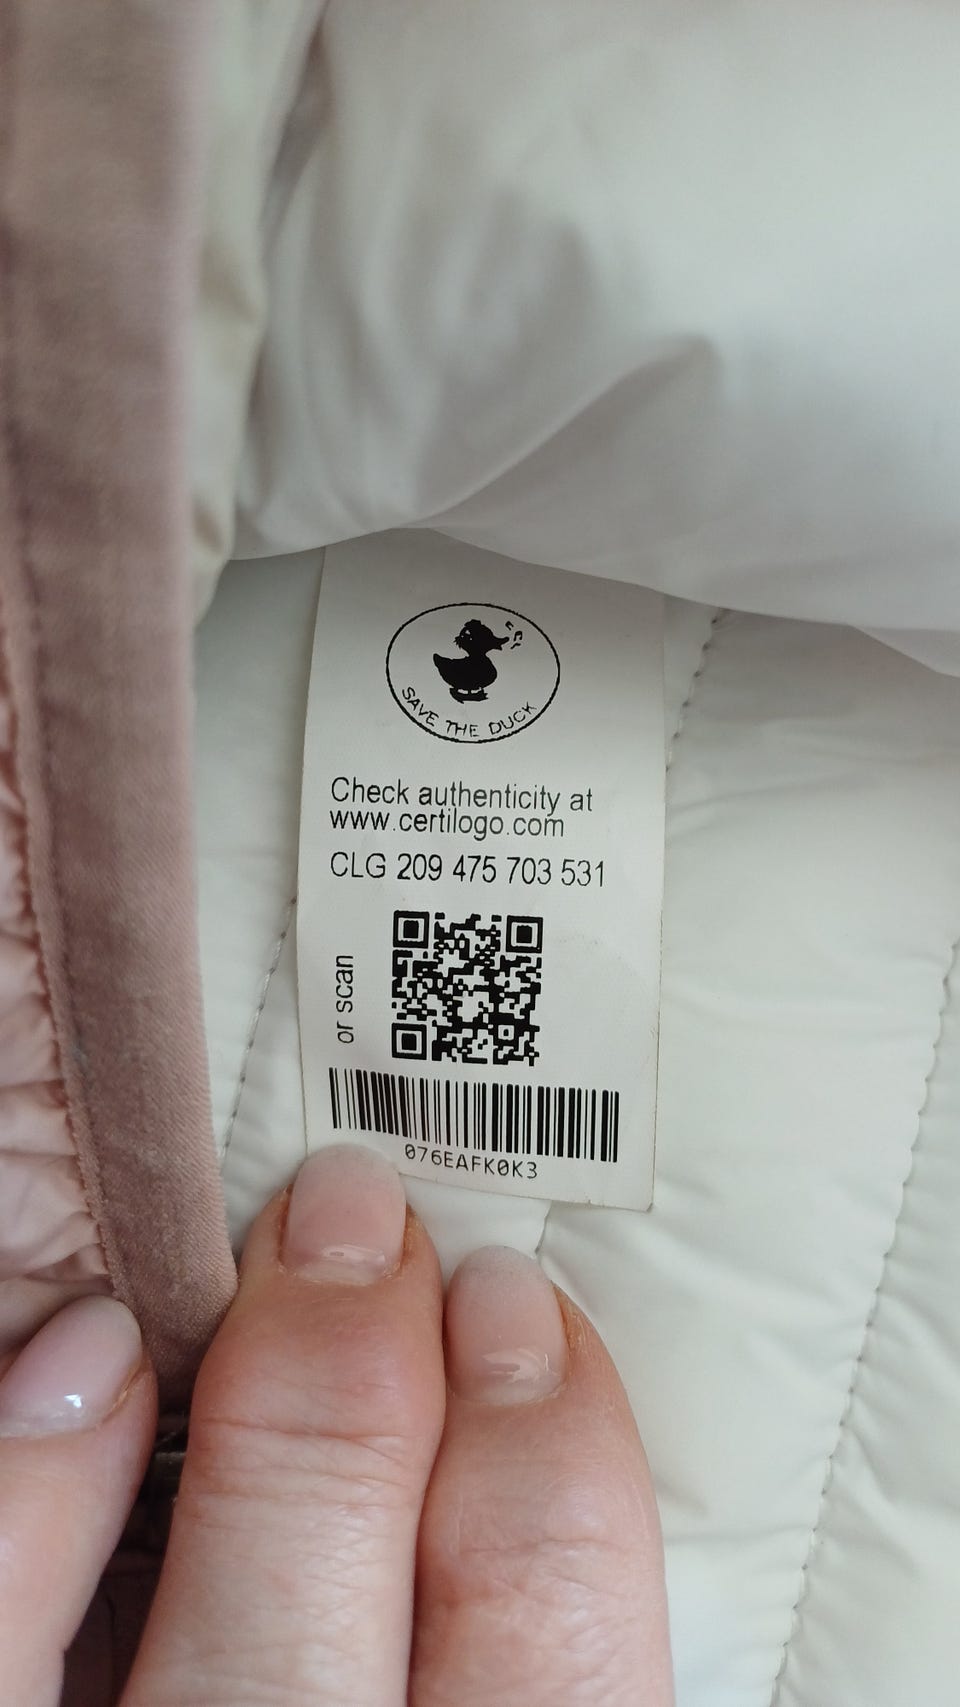 SAVE THE DUCK
Check authenticity at
www.certilogo.com
CLG 209 475 703 531
or scan
076EAFK0K3